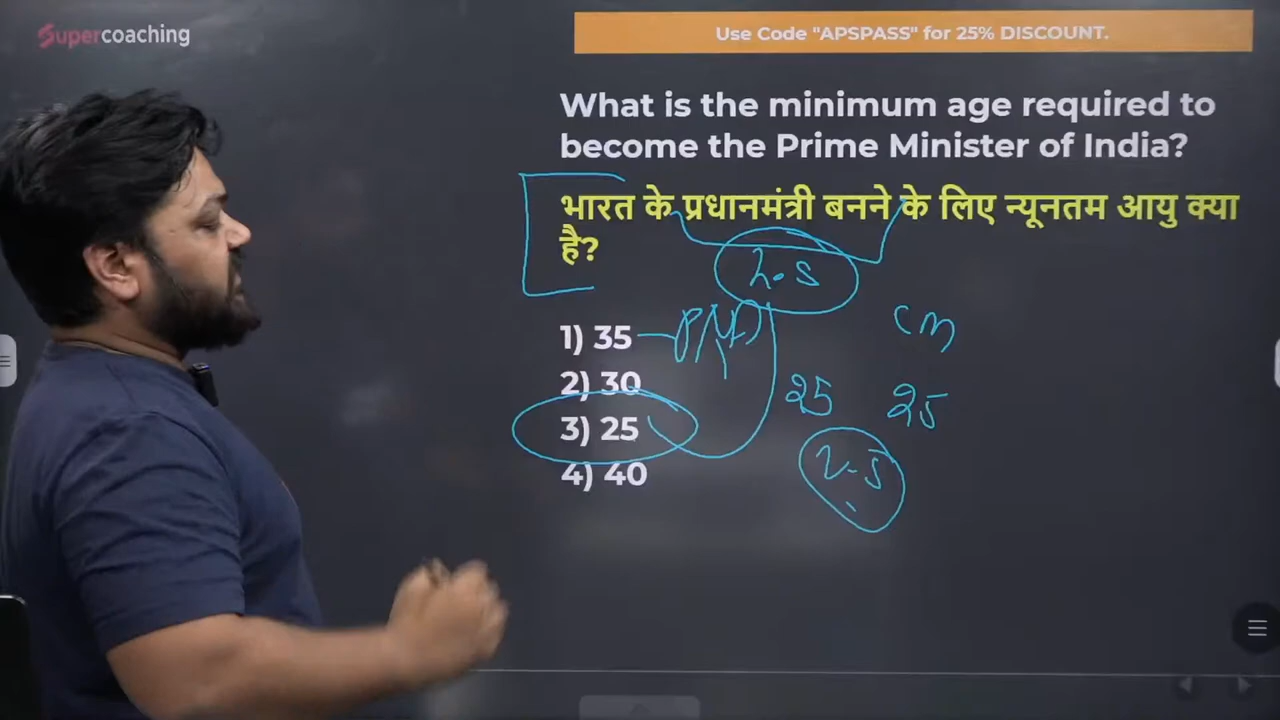 Supercoaching
Use Code "APSPASS" for 25% DISCOUNT.
What is the minimum age required to
become the Prime Minister of India?
भारत के प्रधानमंत्री बनने के लिए न्यूनतम आयु क्या
है?
1) 35
2) 30
3) 25
4) 40
25
CM
25